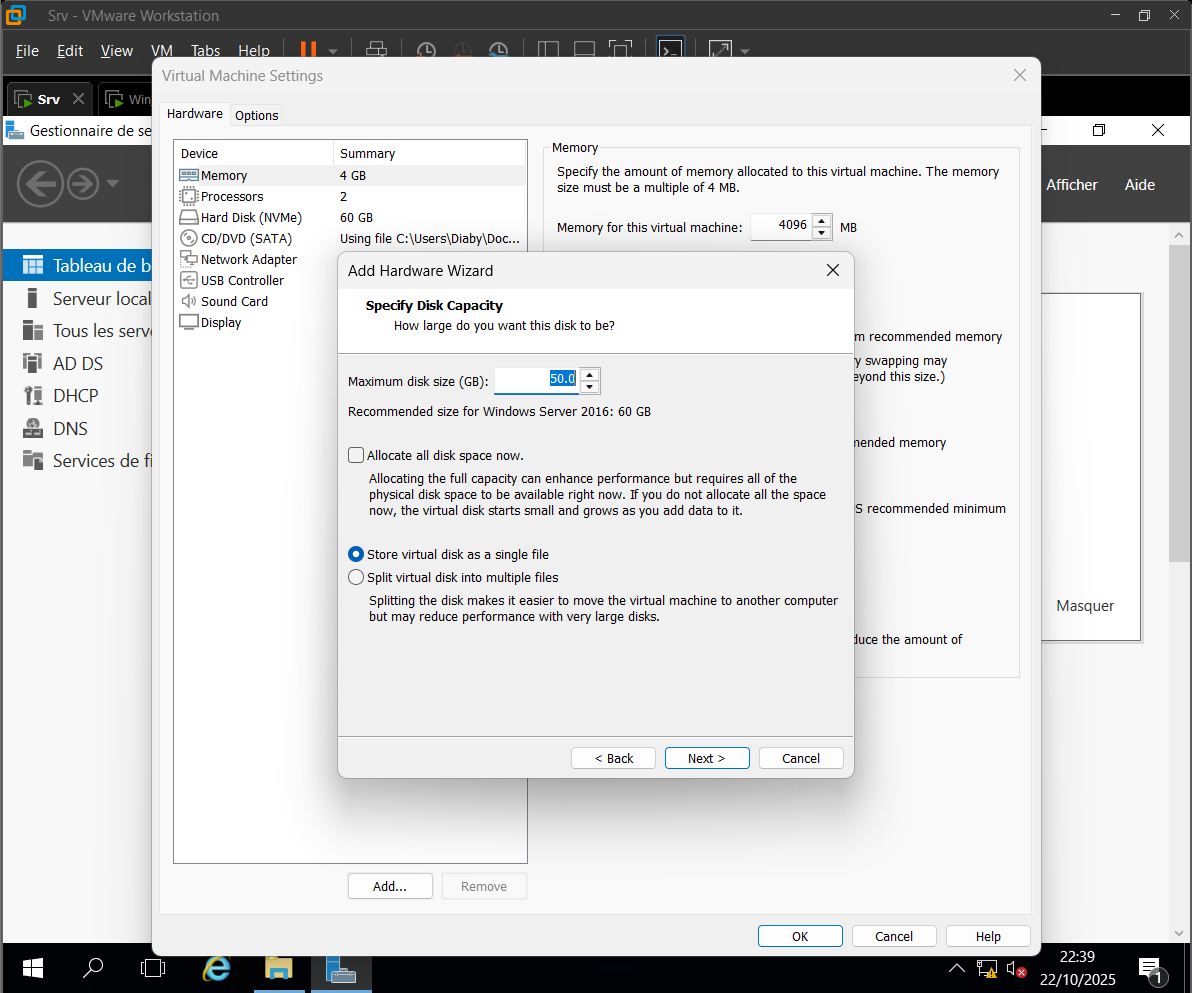 Srv - VMware Workstation
File Edit View VM Tabs Help
Virtual Machine Settings
Srv
Win
Hardware Options
Gestionnaire de se
Afficher Aide
Tableau de b
Serveur local
Tous les serve
AD DS
DHCP
DNS
Services de fi
Device Summary
Memory 4 GB
Processors 2
Hard Disk (NVMe) 60 GB
CD/DVD (SATA) Using file C:\Users\Diaby\Doc...
Network Adapter
USB Controller
Sound Card
Display
Memory
Specify the amount of memory allocated to this virtual machine. The memory
size must be a multiple of 4 MB.
Memory for this virtual machine: 4096 MB
m recommended memory
y swapping may
eyond this size.)
mended memory
S recommended minimum
duce the amount of
Masquer
Add Hardware Wizard
Specify Disk Capacity
How large do you want this disk to be?
Maximum disk size (GB): 50.0
Recommended size for Windows Server 2016: 60 GB
Allocate all disk space now.
Allocating the full capacity can enhance performance but requires all of the
physical disk space to be available right now. If you do not allocate all the space
now, the virtual disk starts small and grows as you add data to it.
Store virtual disk as a single file
Split virtual disk into multiple files
Splitting the disk makes it easier to move the virtual machine to another computer
but may reduce performance with very large disks.
< Back Next > Cancel
Add... Remove
OK Cancel Help
22:39
22/10/2025
1